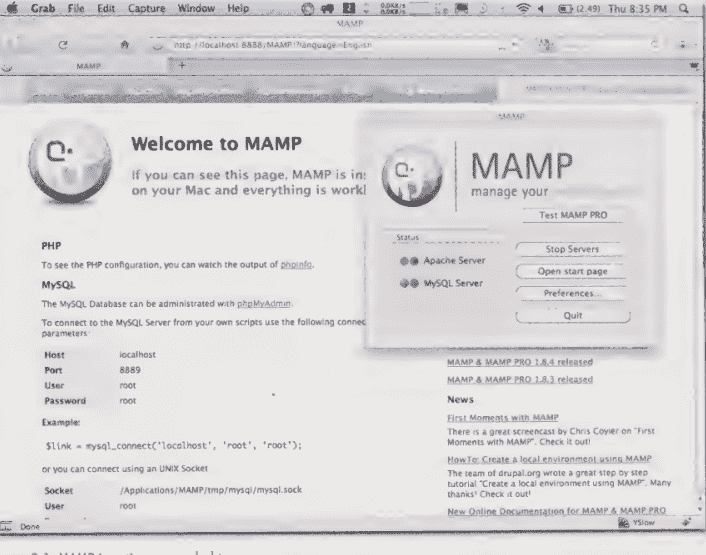 Grab File Edit Capture Window Help
(2.49) Thu 8:35 PM
MAMP
http://localhost:8888/MAMP/?language=English
MAMP
Welcome to MAMP
If you can see this page, MAMP is in
on your Mac and everything is work
PHP
To see the PHP configuration, you can watch the output of phpinfo.
MySQL
The MySQL Database can be administrated with phpMyAdmin.
To connect to the MySQL Server from your own scripts use the following connec
parameters
Host localhost
Port 8889
User root
Password root
Example:
$link = mysql_connect('localhost', 'root', 'root');
or you can connect using an UNIX Socket
Socket /Applications/MAMP/tmp/mysql/mysql.sock
User root
MAMP
MAMP
manage your
Test MAMP PRO
Status
Apache Server
MySQL Server
Stop Servers
Open start page
Preferences...
Quit
MAMP & MAMP PRO 1.8.4 released
MAMP & MAMP PRO 1.8.3 released
News
First Moments with MAMP
There is a great screencast by Chris Coyier on "First
Moments with MAMP". Check it out!
HowTo: Create a local environment using MAMP
The team of drupal.org wrote a great step by step
tutorial "Create a local environment using MAMP". Many
thanks! Check it out!
New Online Documentation for MAMP & MAMP PRO
Done
YSlow